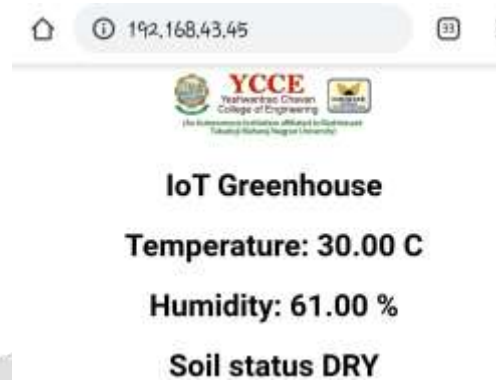 192.168.43.45
33
YCCE
Yeshwantrao Chavan
College of Engineering
IoT Greenhouse
Temperature: 30.00 C
Humidity: 61.00 %
Soil status DRY